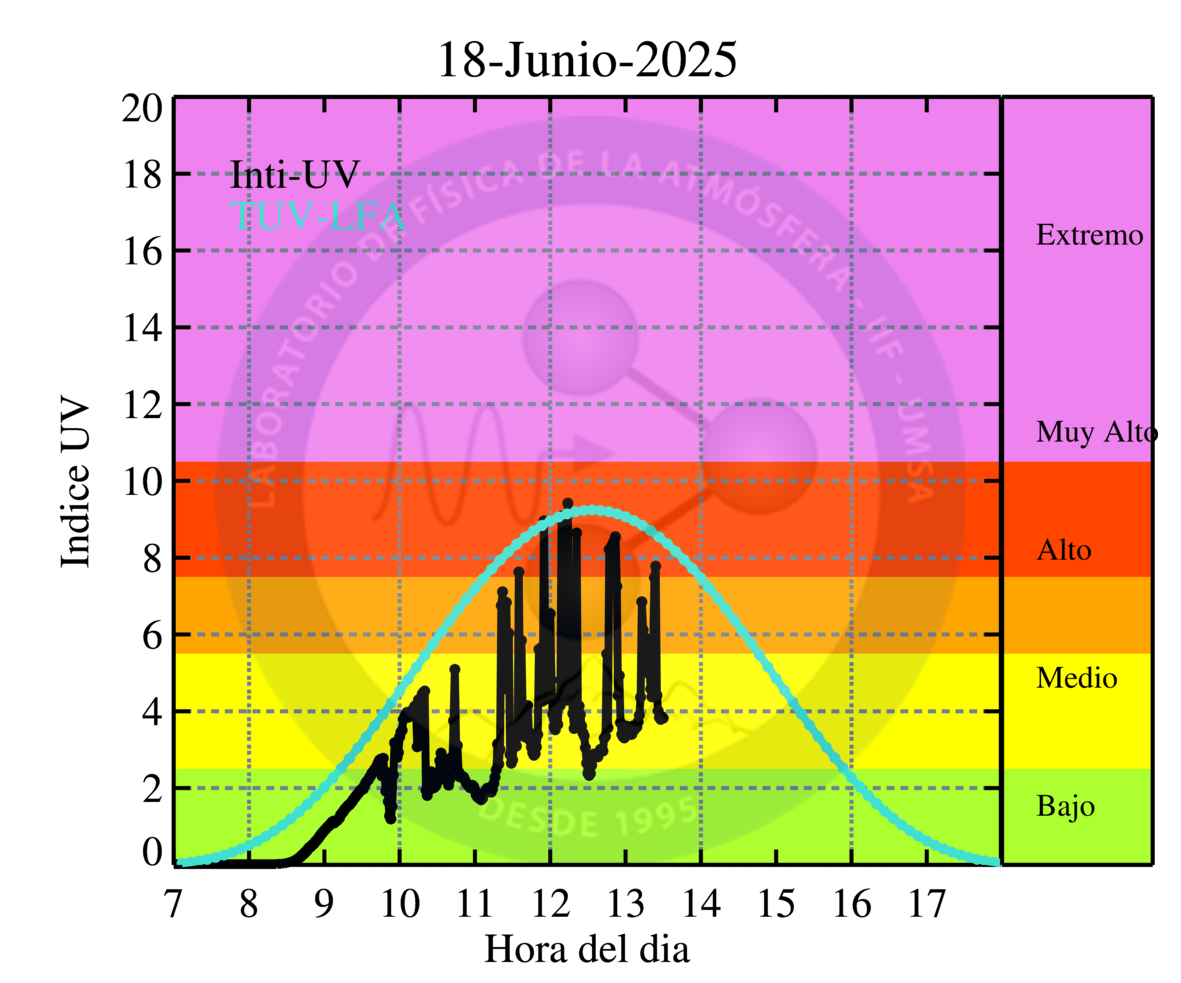 18-Junio-2025
20
18
16
14
12
10
8
6
4
2
0
Indice UV
Inti-UV
TUV-LFA
LABORATORIO DE FÍSICA DE LA ATMÓSFERA - IIF - UMSA
DESDE 1995
Extremo
Muy Alto
Alto
Medio
Bajo
7 8 9 10 11 12 13 14 15 16 17
Hora del dia